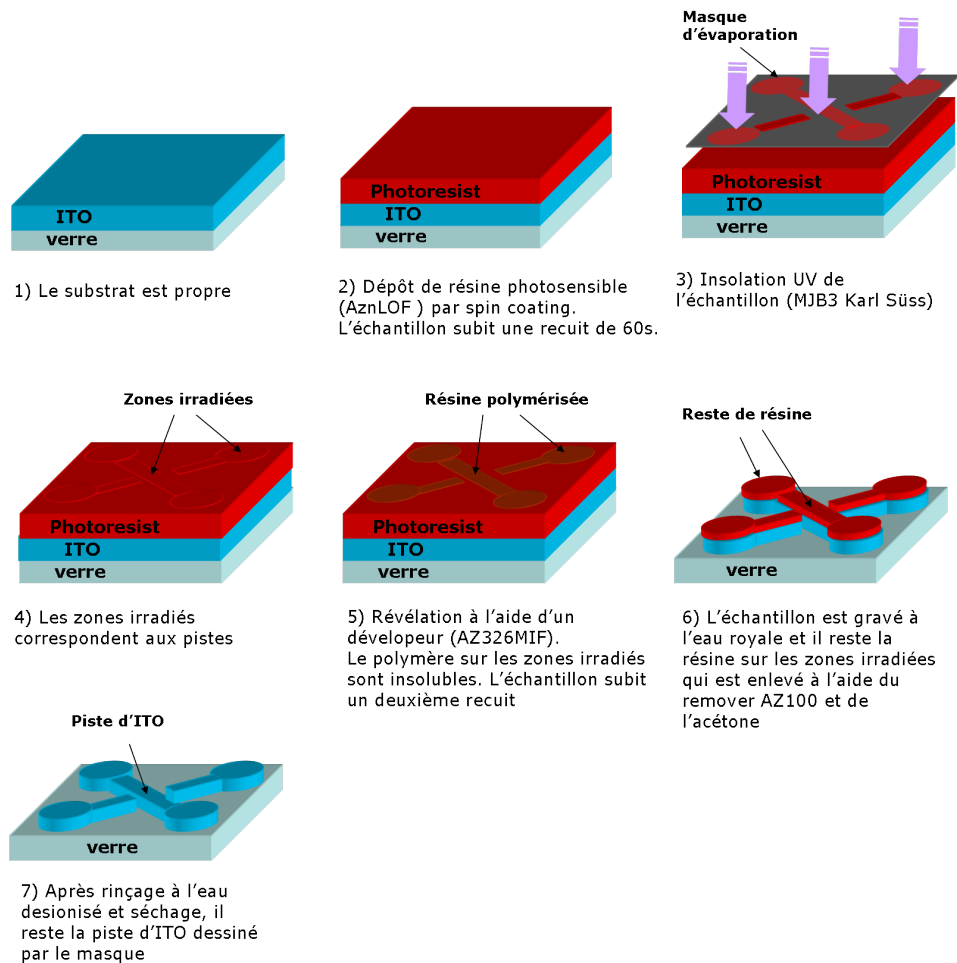 ITO
verre
1) Le substrat est propre
Photoresist
ITO
verre
2) Dépôt de résine photosensible
(AznLOF ) par spin coating.
L'échantillon subit une recuit de 60s.
Masque
d'évaporation
Photoresist
ITO
verre
3) Insolation UV de
l'échantillon (MJB3 Karl Süss)
Zones irradiées
Photoresist
ITO
verre
4) Les zones irradiés
correspondent aux pistes
Résine polymérisée
Photoresist
ITO
verre
5) Révélation à l'aide d'un
dévelopeur (AZ326MIF).
Le polymère sur les zones irradiés
sont insolubles. L'échantillon subit
un deuxième recuit
Reste de résine
verre
6) L'échantillon est gravé à
l'eau royale et il reste la
résine sur les zones irradiées
qui est enlevé à l'aide du
remover AZ100 et de
l'acétone
Piste d'ITO
verre
7) Après rinçage à l'eau
desionisé et séchage, il
reste la piste d'ITO dessiné
par le masque